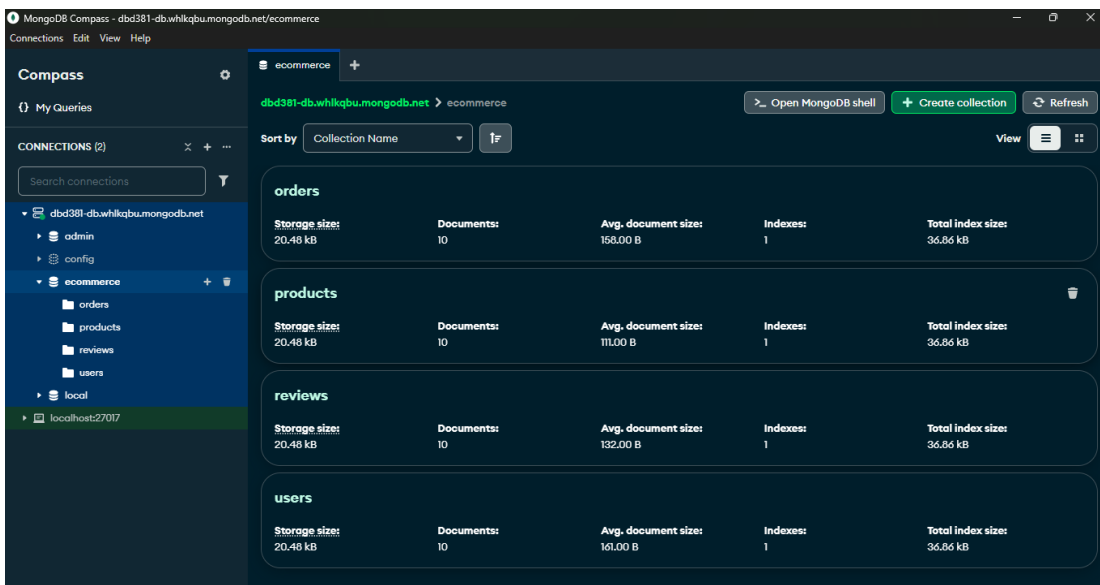 MongoDB Compass - dbd381-db.whlkqbu.mongodb.net/ecommerce
Connections Edit View Help
Compass
{} My Queries
CONNECTIONS (2)
Search connections
dbd381-db.whlkqbu.mongodb.net
admin
config
ecommerce
orders
products
reviews
users
local
localhost:27017
ecommerce
dbd381-db.whlkqbu.mongodb.net > ecommerce
>_ Open MongoDB shell
+ Create collection
Refresh
Sort by Collection Name
View
orders
Storage size: Documents: Avg. document size: Indexes: Total index size:
20.48 kB 10 158.00 B 1 36.86 kB
products
Storage size: Documents: Avg. document size: Indexes: Total index size:
20.48 kB 10 111.00 B 1 36.86 kB
reviews
Storage size: Documents: Avg. document size: Indexes: Total index size:
20.48 kB 10 132.00 B 1 36.86 kB
users
Storage size: Documents: Avg. document size: Indexes: Total index size:
20.48 kB 10 161.00 B 1 36.86 kB